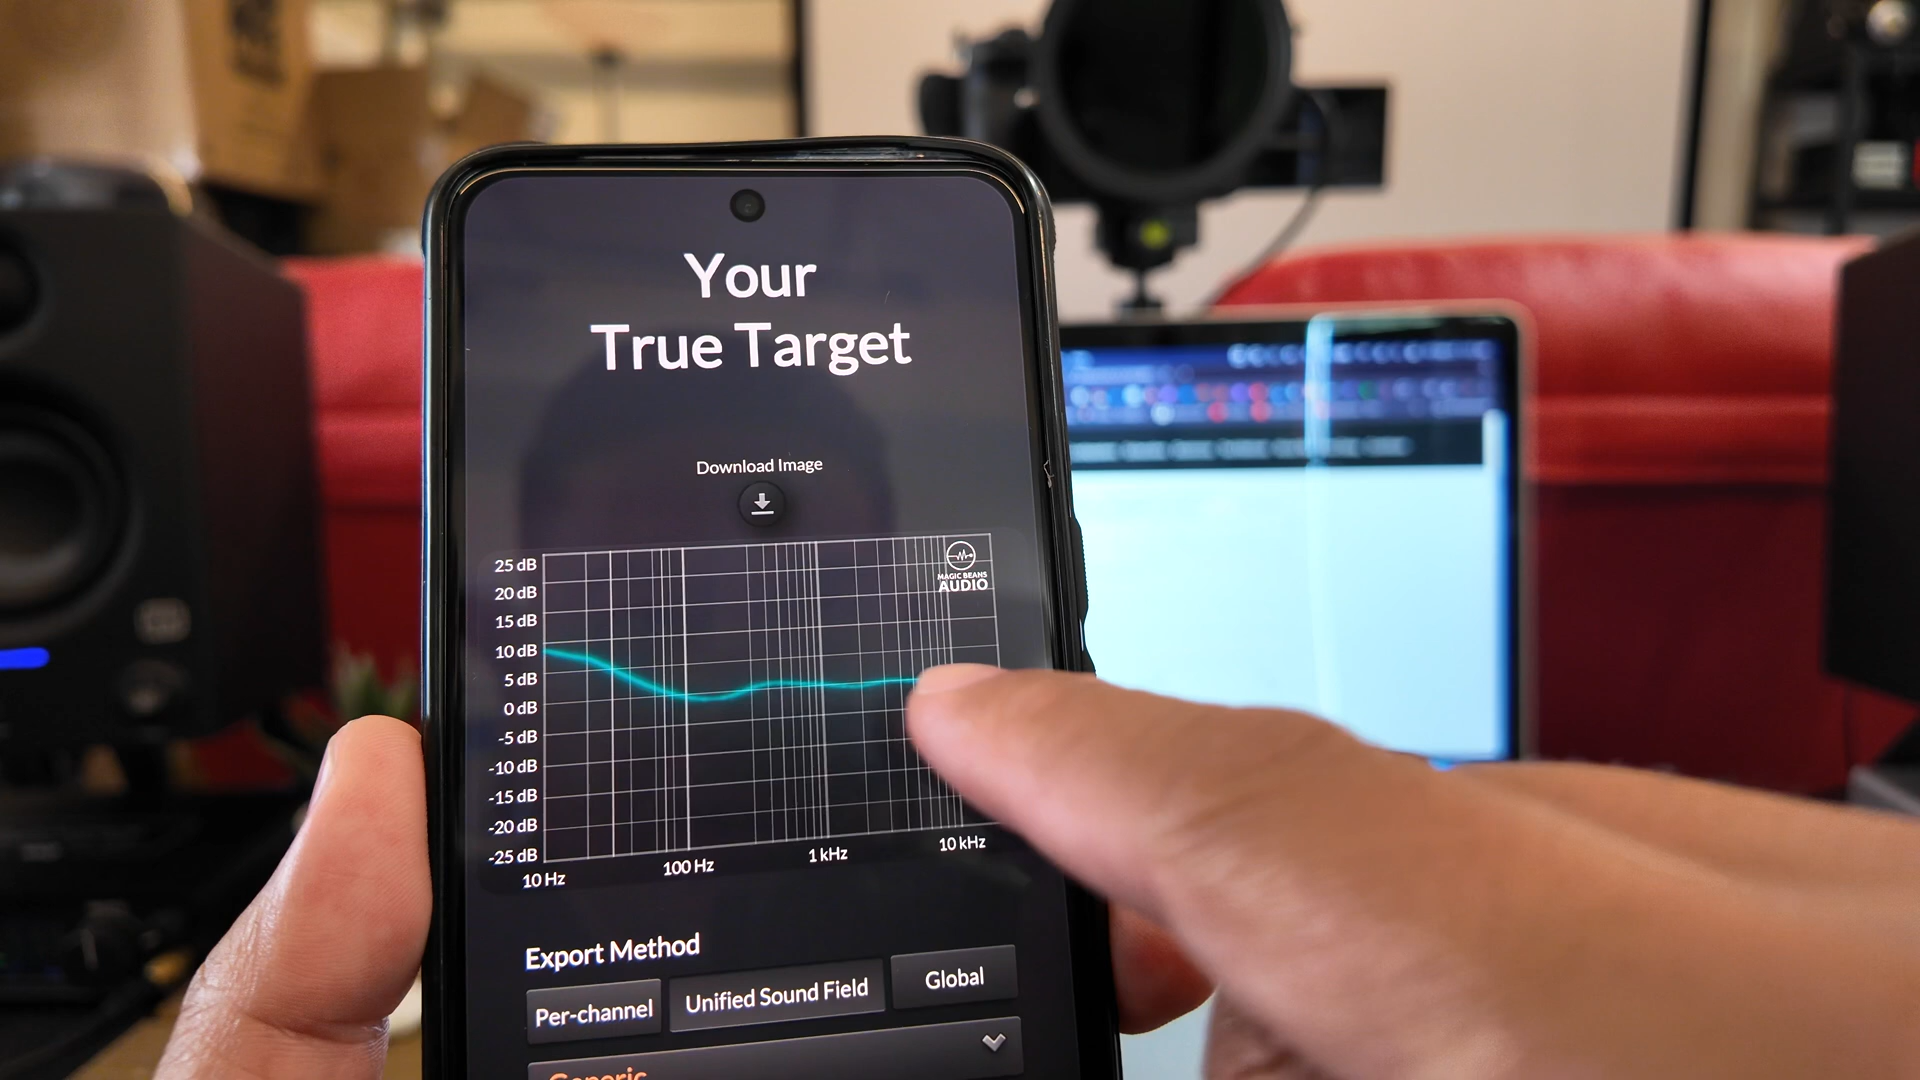 Your
True Target
Download Image
25 dB
20 dB
15 dB
10 dB
5 dB
0 dB
-5 dB
-10 dB
-15 dB
-20 dB
-25 dB
MAGIC BEANS
AUDIO
10 Hz
100 Hz
1 kHz
10 kHz
Export Method
Per-channel
Unified Sound Field
Global
Generic